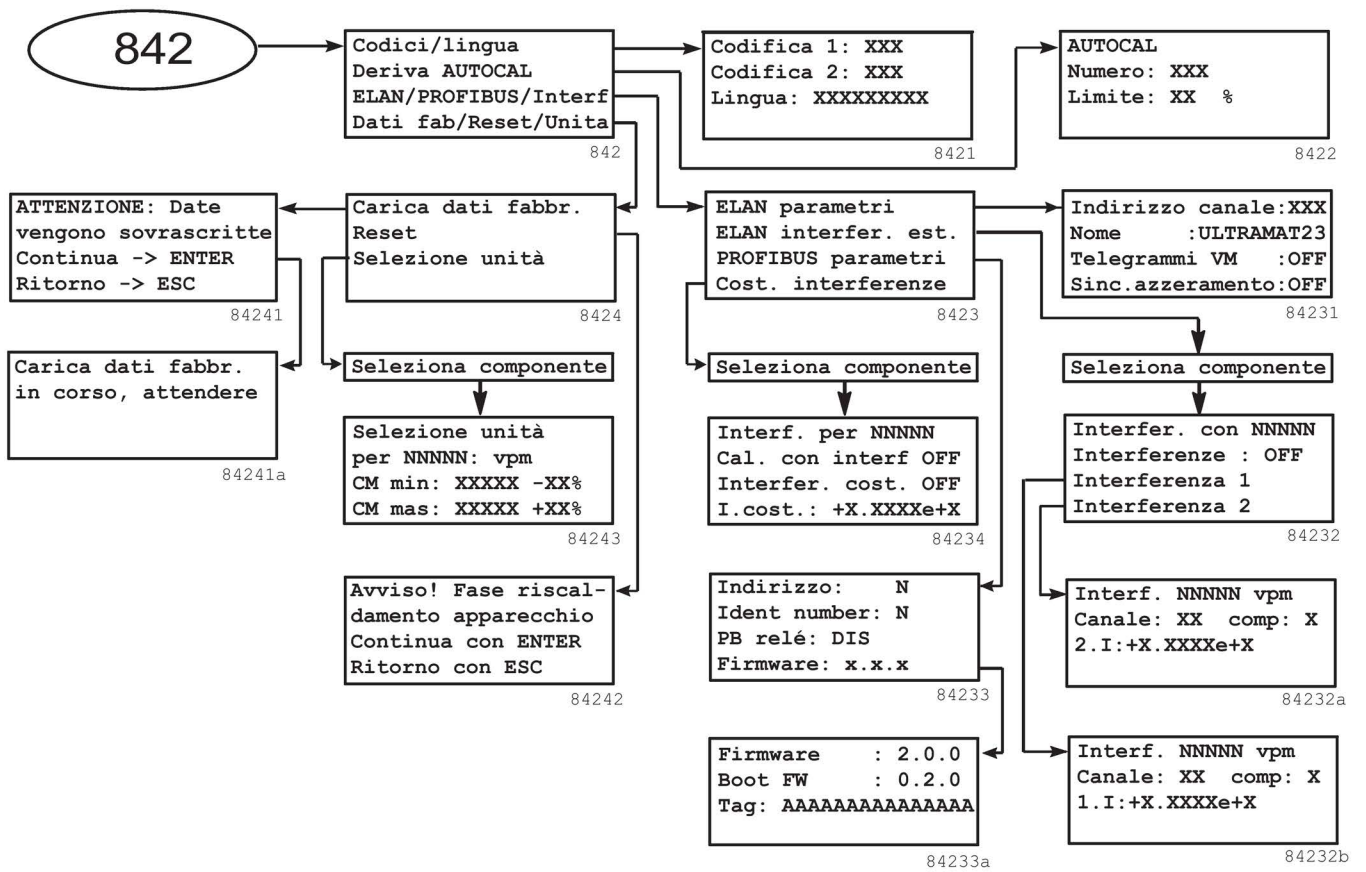 842
Codici/lingua
Deriva AUTOCAL
ELAN/PROFIBUS/Interf
Dati fab/Reset/Unita
842
Codifica 1: XXX
Codifica 2: XXX
Lingua: XXXXXXXXX
8421
AUTOCAL
Numero: XXX
Limite: XX %
8422
ATTENZIONE: Date
vengono sovrascritte
Continua -> ENTER
Ritorno -> ESC
84241
Carica dati fabbr.
Reset
Selezione unità
8424
ELAN parametri
ELAN interfer. est.
PROFIBUS parametri
Cost. interferenze
8423
Indirizzo canale:XXX
Nome :ULTRAMAT23
Telegrammi VM :OFF
Sinc.azzeramento:OFF
84231
Carica dati fabbr.
in corso, attendere
84241a
Seleziona componente
Seleziona componente
Seleziona componente
Selezione unità
per NNNNN: vpm
CM min: XXXXX -XX%
CM mas: XXXXX +XX%
84243
Interf. per NNNNN
Cal. con interf OFF
Interfer. cost. OFF
I.cost.: +X.XXXXe+X
84234
Interfer. con NNNNN
Interferenze : OFF
Interferenza 1
Interferenza 2
84232
Avviso! Fase riscal-
damento apparecchio
Continua con ENTER
Ritorno con ESC
84242
Indirizzo: N
Ident number: N
PB relé: DIS
Firmware: x.x.x
84233
Interf. NNNNN vpm
Canale: XX comp: X
2.I:+X.XXXXe+X
84232a
Firmware : 2.0.0
Boot FW : 0.2.0
Tag: AAAAAAAAAAAAAAA
84233a
Interf. NNNNN vpm
Canale: XX comp: X
1.I:+X.XXXXe+X
84232b